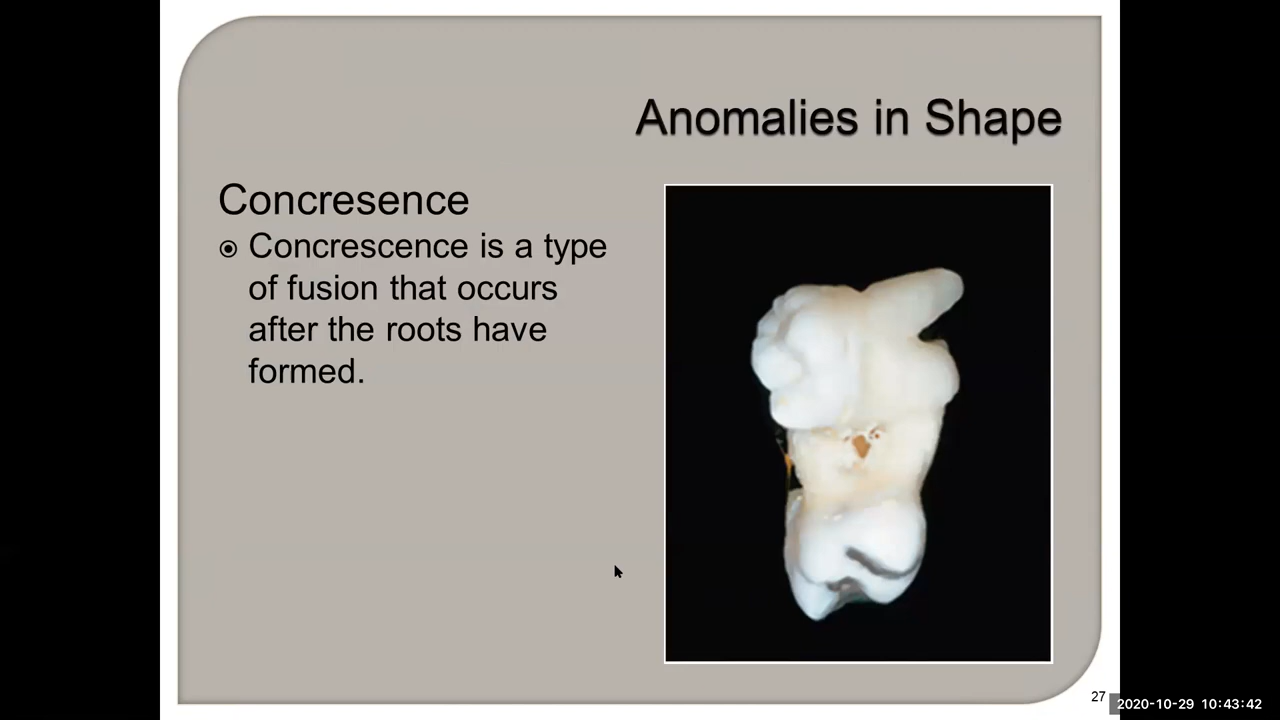 Anomalies in Shape
Concresence
Concrescence is a type
of fusion that occurs
after the roots have
formed.
27
2020-10-29 10:43:42